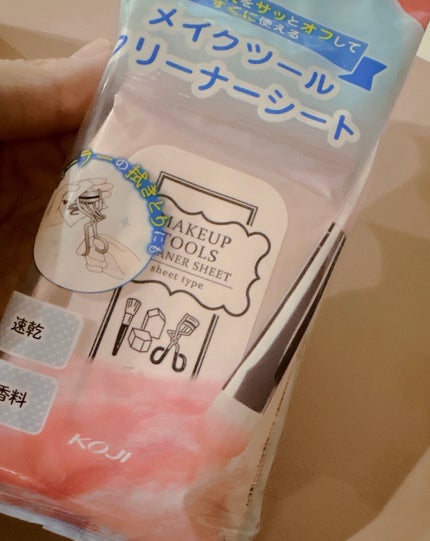 をサッとオフして
すぐに使える
メイクツール
クリーナーシート
ラーの拭きとりにも
MAKEUP
TOOLS
ANER SHEET
sheet type
速乾
香料
KOJI